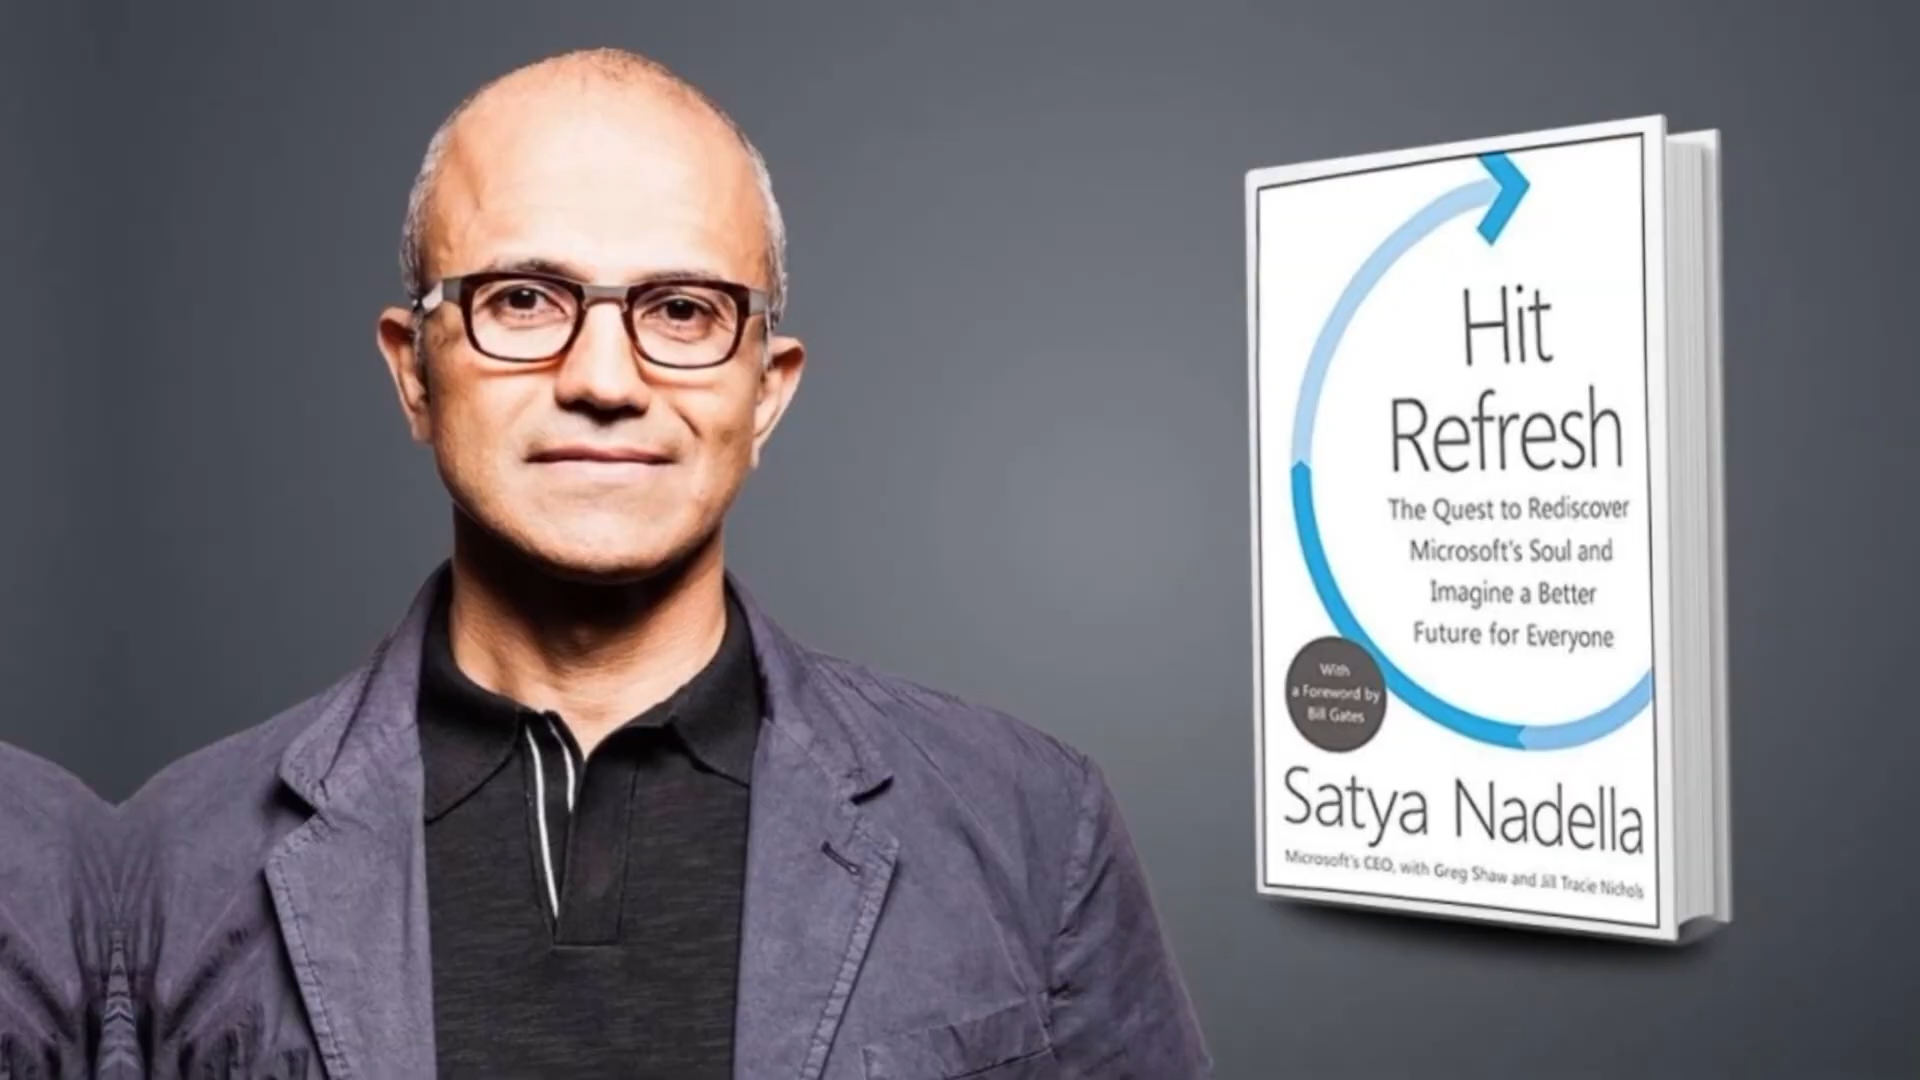 Hit
Refresh
The Quest to Rediscover
Microsoft's Soul and
Imagine a Better
Future for Everyone
With
a Foreword by
Bill Gates
Satya Nadella
Microsoft's CEO, with Greg Shaw and Jill Tracie Nichols